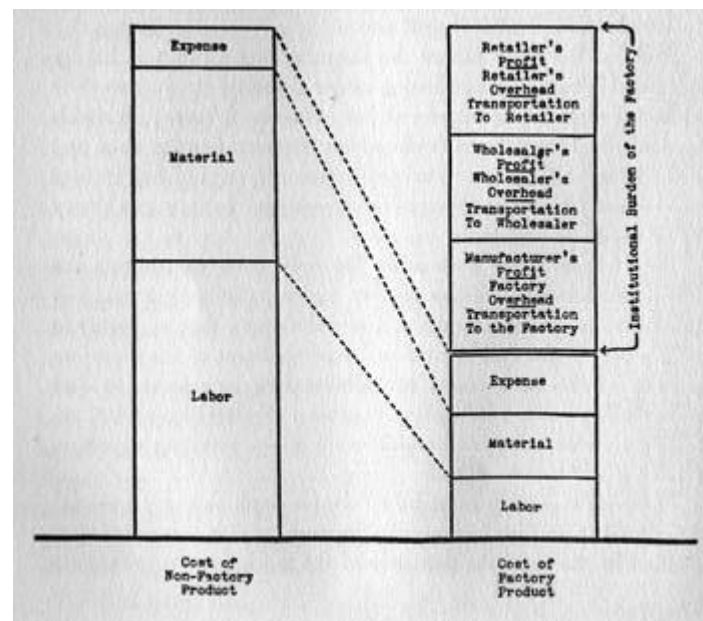 Expense
Material
Labor
Cost of
Non-Factory
Product
Retailer's
Profit
Retailer's
Overhead
Transportation
To Retailer
Wholesaler's
Profit
Wholesaler's
Overhead
Transportation
To Wholesaler
Manufacturer's
Profit
Factory
Overhead
Transportation
To the Factory
Expense
Material
Labor
Cost of
Factory
Product
Institutional Burden of the Factory